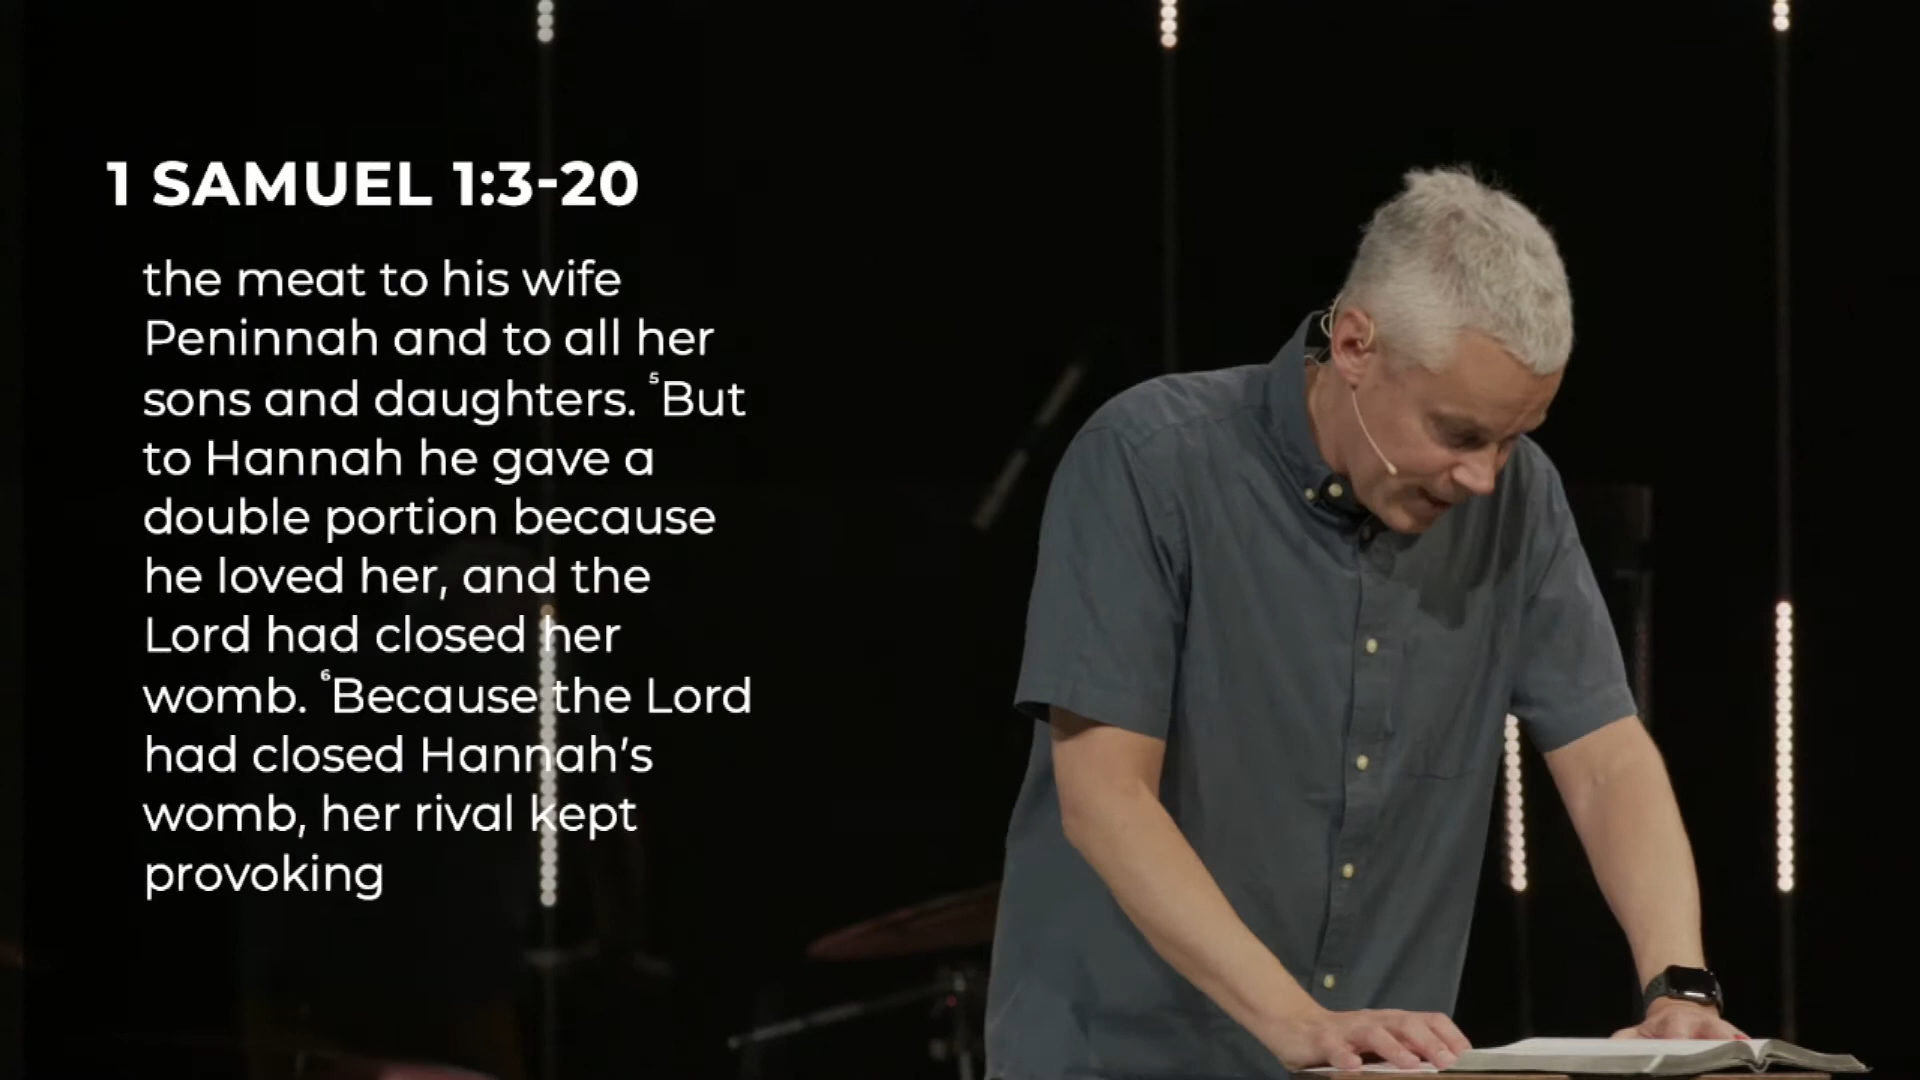 1 SAMUEL 1:3-20
the meat to his wife
Peninnah and to all her
sons and daughters. ⁵But
to Hannah he gave a
double portion because
he loved her, and the
Lord had closed her
womb. ⁶Because the Lord
had closed Hannah's
womb, her rival kept
provoking